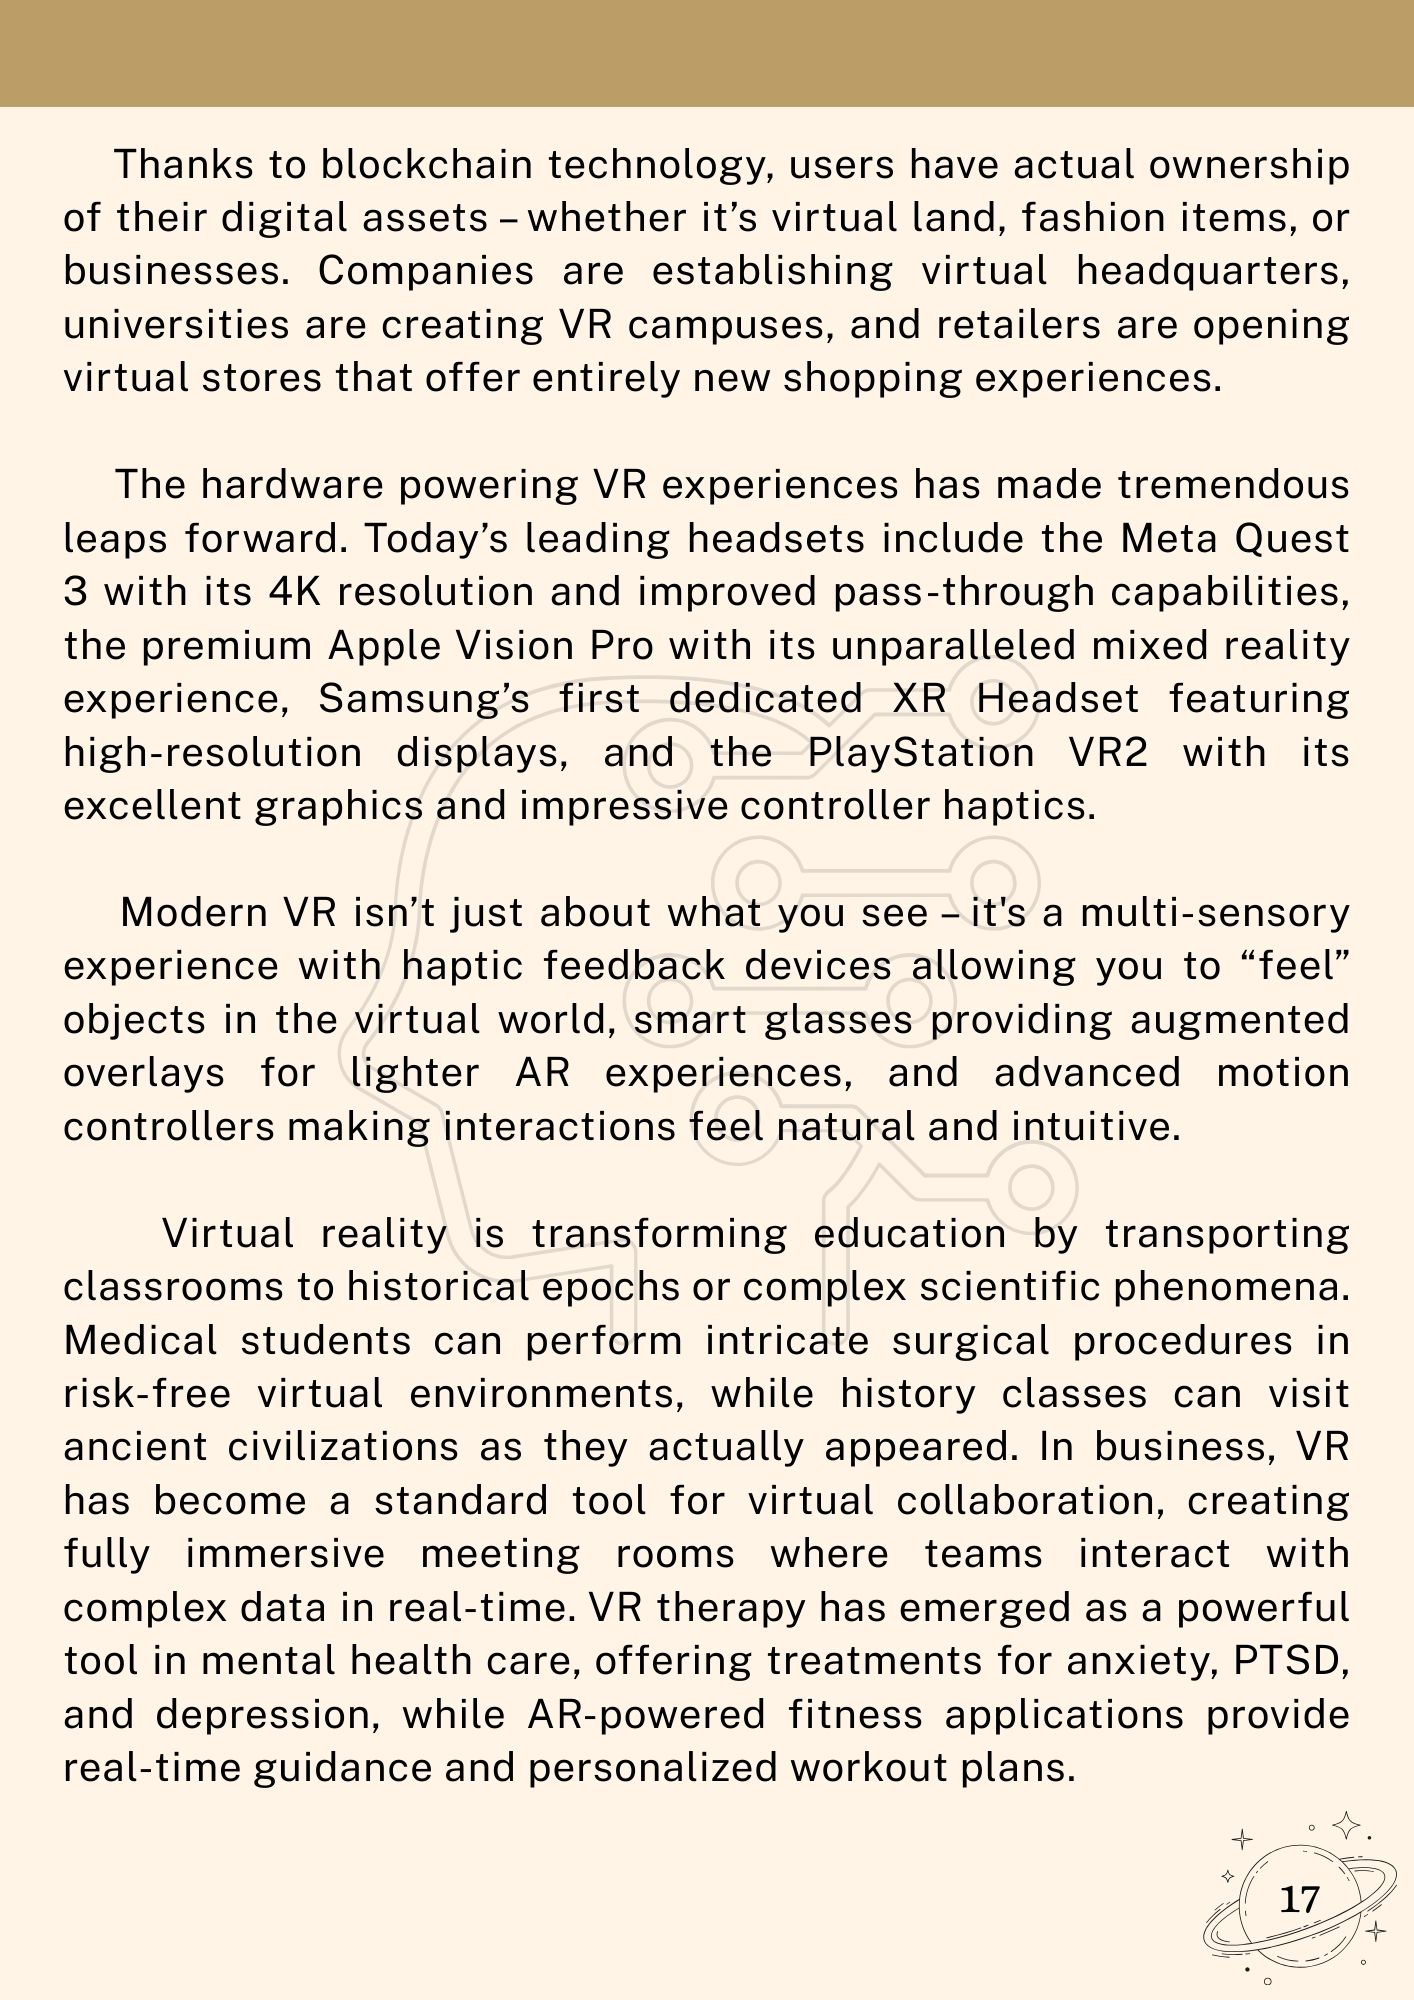 Thanks to blockchain technology, users have actual ownership
of their digital assets – whether it’s virtual land, fashion items, or
businesses. Companies are establishing virtual headquarters,
universities are creating VR campuses, and retailers are opening
virtual stores that offer entirely new shopping experiences.
The hardware powering VR experiences has made tremendous
leaps forward. Today’s leading headsets include the Meta Quest
3 with its 4K resolution and improved pass-through capabilities,
the premium Apple Vision Pro with its unparalleled mixed reality
experience, Samsung’s first dedicated XR Headset featuring
high-resolution displays, and the PlayStation VR2 with its
excellent graphics and impressive controller haptics.
Modern VR isn’t just about what you see – it's a multi-sensory
experience with haptic feedback devices allowing you to “feel”
objects in the virtual world, smart glasses providing augmented
overlays for lighter AR experiences, and advanced motion
controllers making interactions feel natural and intuitive.
Virtual reality is transforming education by transporting
classrooms to historical epochs or complex scientific phenomena.
Medical students can perform intricate surgical procedures in
risk-free virtual environments, while history classes can visit
ancient civilizations as they actually appeared. In business, VR
has become a standard tool for virtual collaboration, creating
fully immersive meeting rooms where teams interact with
complex data in real-time. VR therapy has emerged as a powerful
tool in mental health care, offering treatments for anxiety, PTSD,
and depression, while AR-powered fitness applications provide
real-time guidance and personalized workout plans.
17